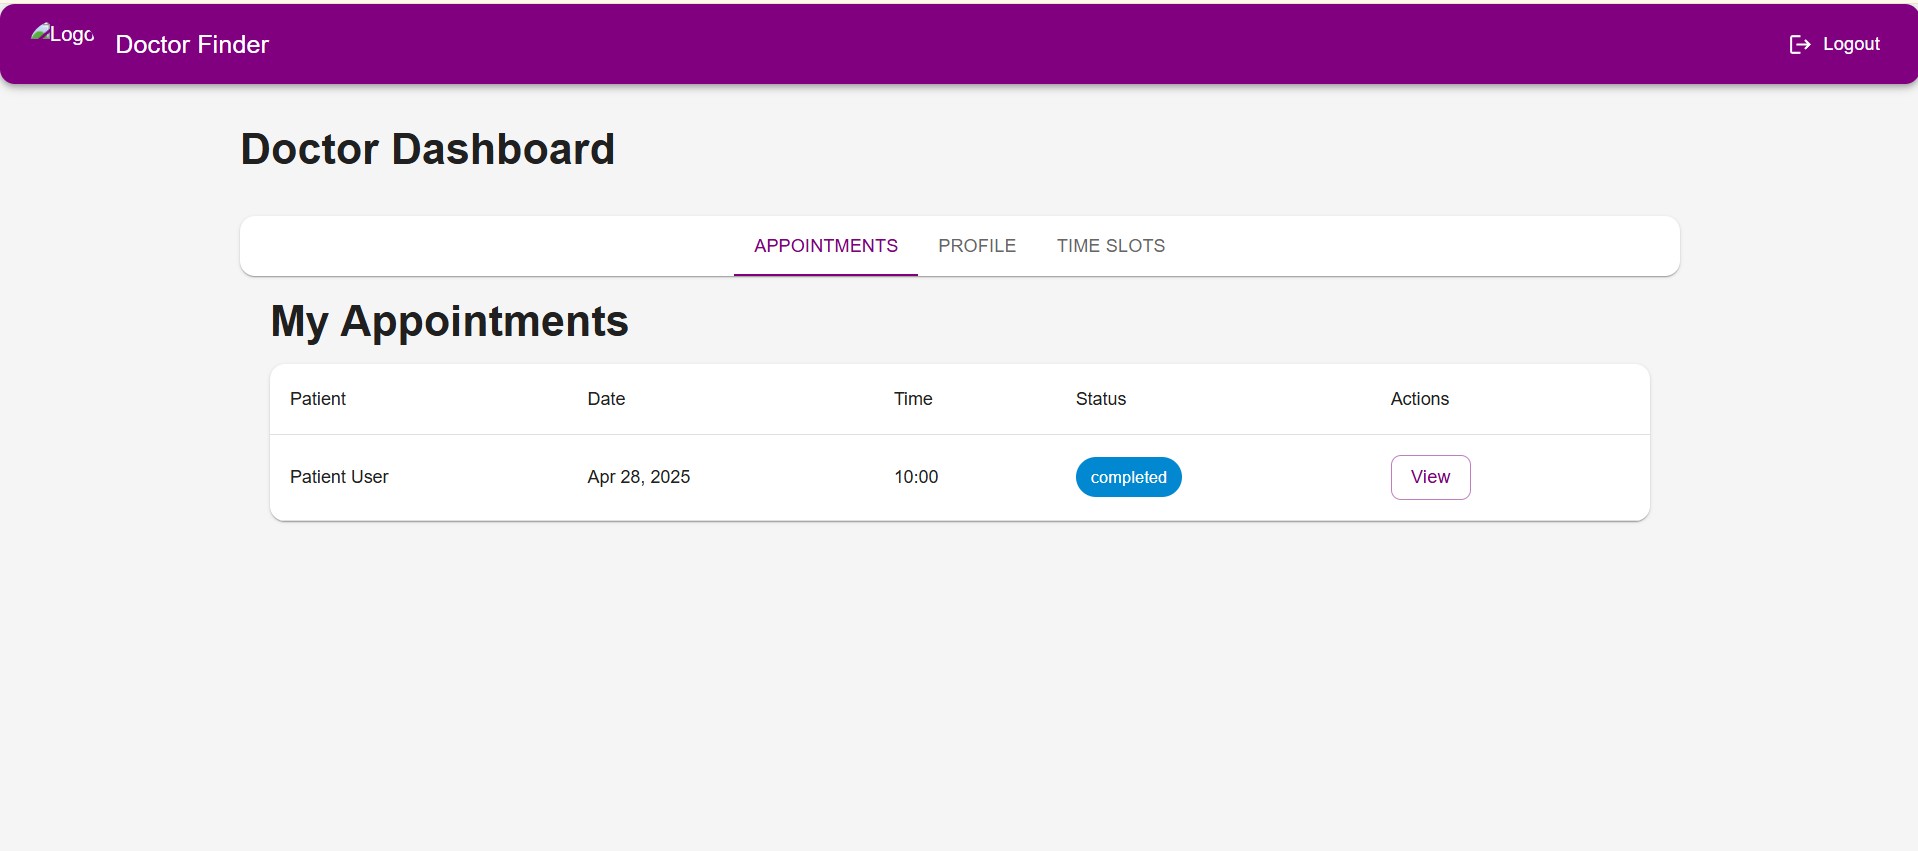 Logo
Doctor Finder
Logout
Doctor Dashboard
APPOINTMENTS PROFILE TIME SLOTS
My Appointments
Patient Date Time Status Actions
Patient User Apr 28, 2025 10:00 completed View